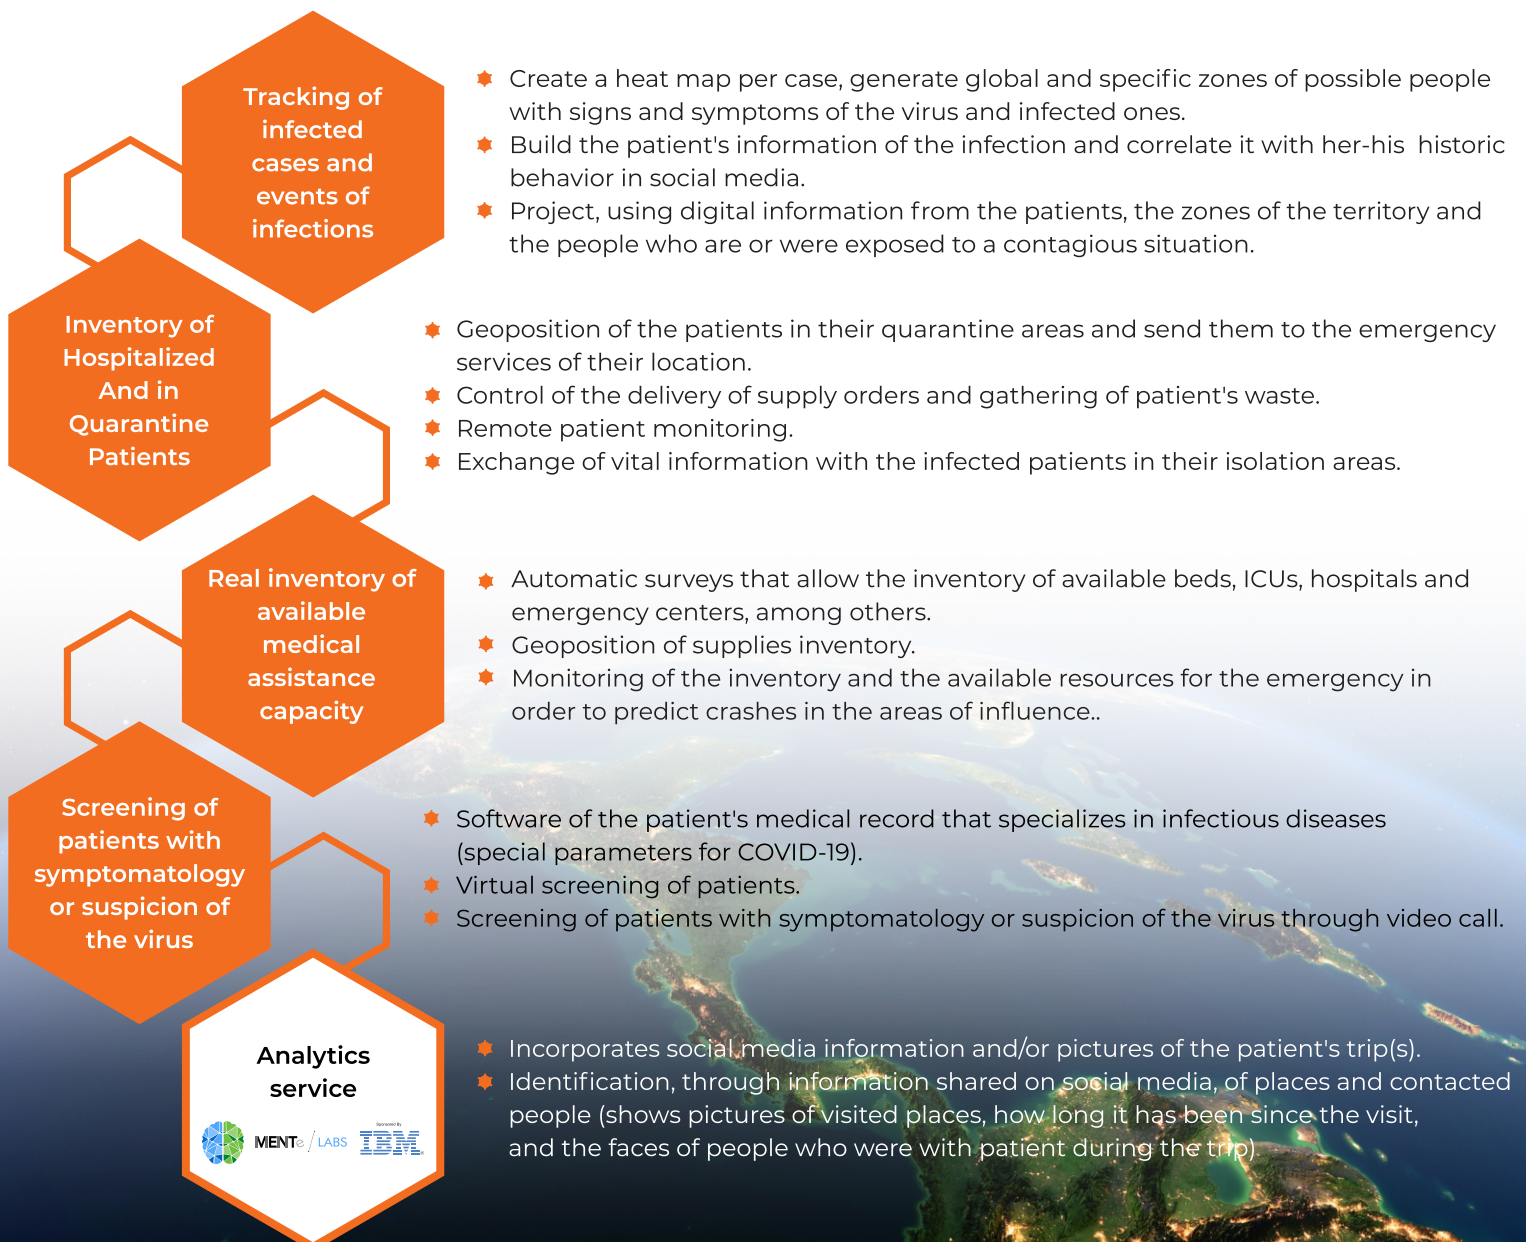 Tracking of
infected
cases and
events of
infections
Create a heat map per case, generate global and specific zones of possible people
with signs and symptoms of the virus and infected ones.
Build the patient's information of the infection and correlate it with her-his historic
behavior in social media.
Project, using digital information from the patients, the zones of the territory and
the people who are or were exposed to a contagious situation.
Inventory of
Hospitalized
And in
Quarantine
Patients
Geoposition of the patients in their quarantine areas and send them to the emergency
services of their location.
Control of the delivery of supply orders and gathering of patient's waste.
Remote patient monitoring.
Exchange of vital information with the infected patients in their isolation areas.
Real inventory of
available
medical
assistance
capacity
Automatic surveys that allow the inventory of available beds, ICUs, hospitals and
emergency centers, among others.
Geoposition of supplies inventory.
Monitoring of the inventory and the available resources for the emergency in
order to predict crashes in the areas of influence..
Screening of
patients with
symptomatology
or suspicion of
the virus
Software of the patient's medical record that specializes in infectious diseases
(special parameters for COVID-19).
Virtual screening of patients.
Screening of patients with symptomatology or suspicion of the virus through video call.
Analytics
service
MENTe / LABS
Sponsored By
IBM®
Incorporates social media information and/or pictures of the patient's trip(s).
Identification, through information shared on social media, of places and contacted
people (shows pictures of visited places, how long it has been since the visit,
and the faces of people who were with patient during the trip)